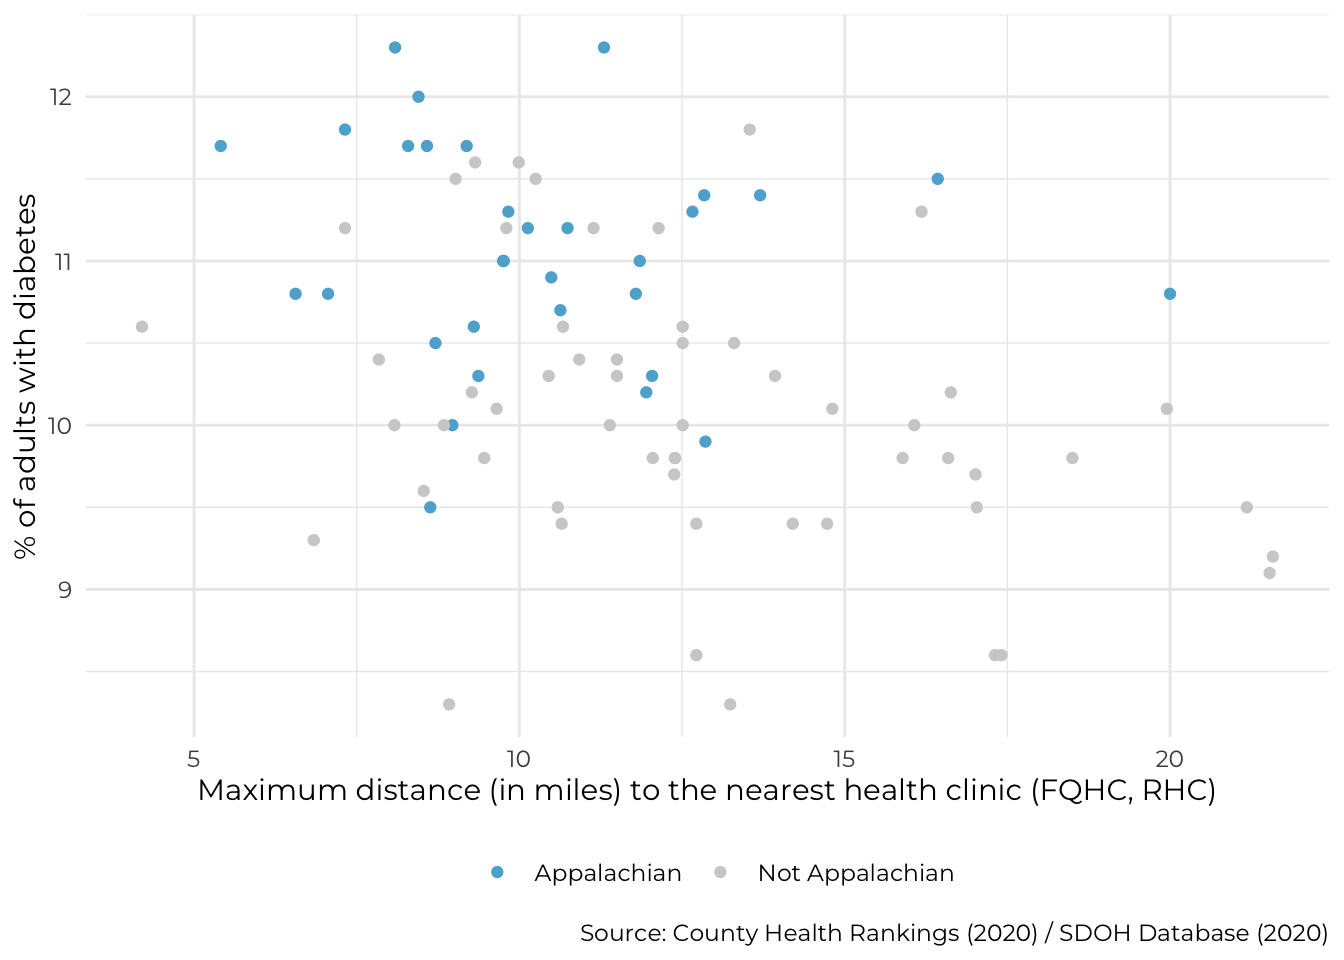 % of adults with diabetes
12
11
10
9
5 10 15 20
Maximum distance (in miles) to the nearest health clinic (FQHC, RHC)
Appalachian Not Appalachian
Source: County Health Rankings (2020) / SDOH Database (2020)